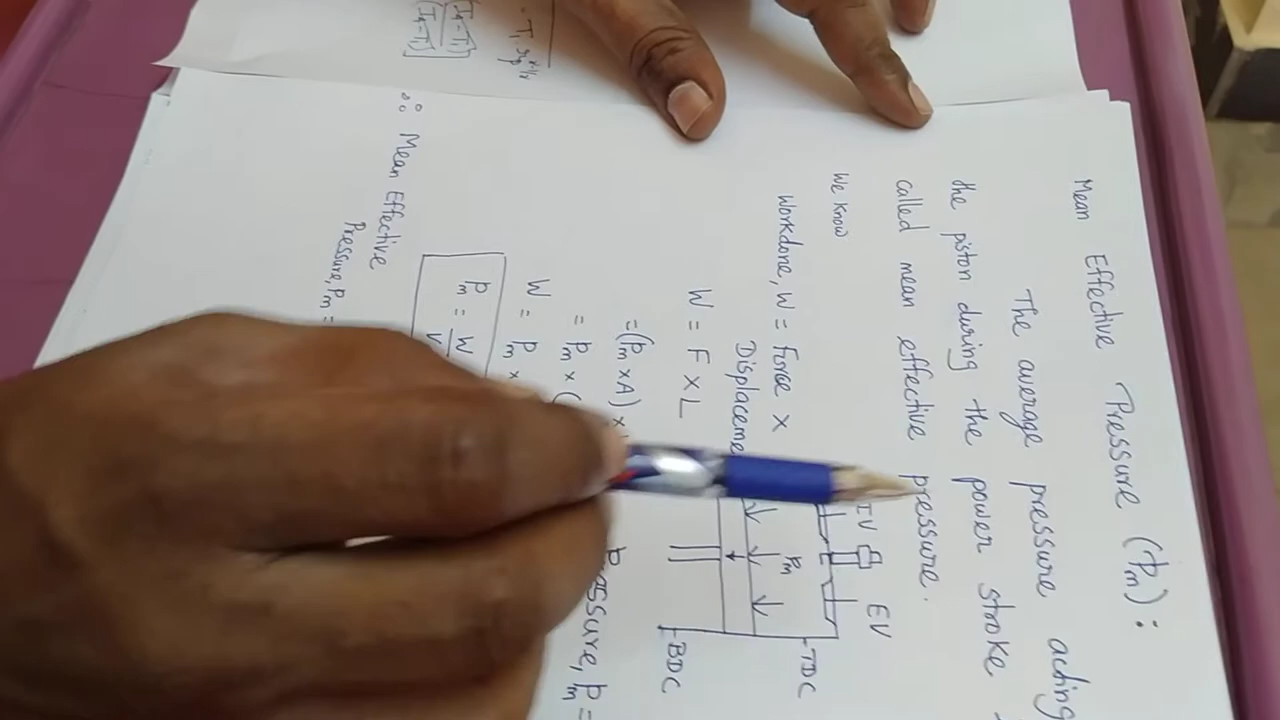 Mean Effective Pressure (Pm):
The average pressure acting
the piston during the power stroke
called mean effective pressure.
We know
Workdone, W = Force ×
Displaceme
W = F × L
= (Pm × A) ×
= Pm × (
W = Pm ×
Pm = W
∴ Mean Effective
Pressure, Pm =
IV
EV
Pm
TDC
BDC
Pressure, Pm =